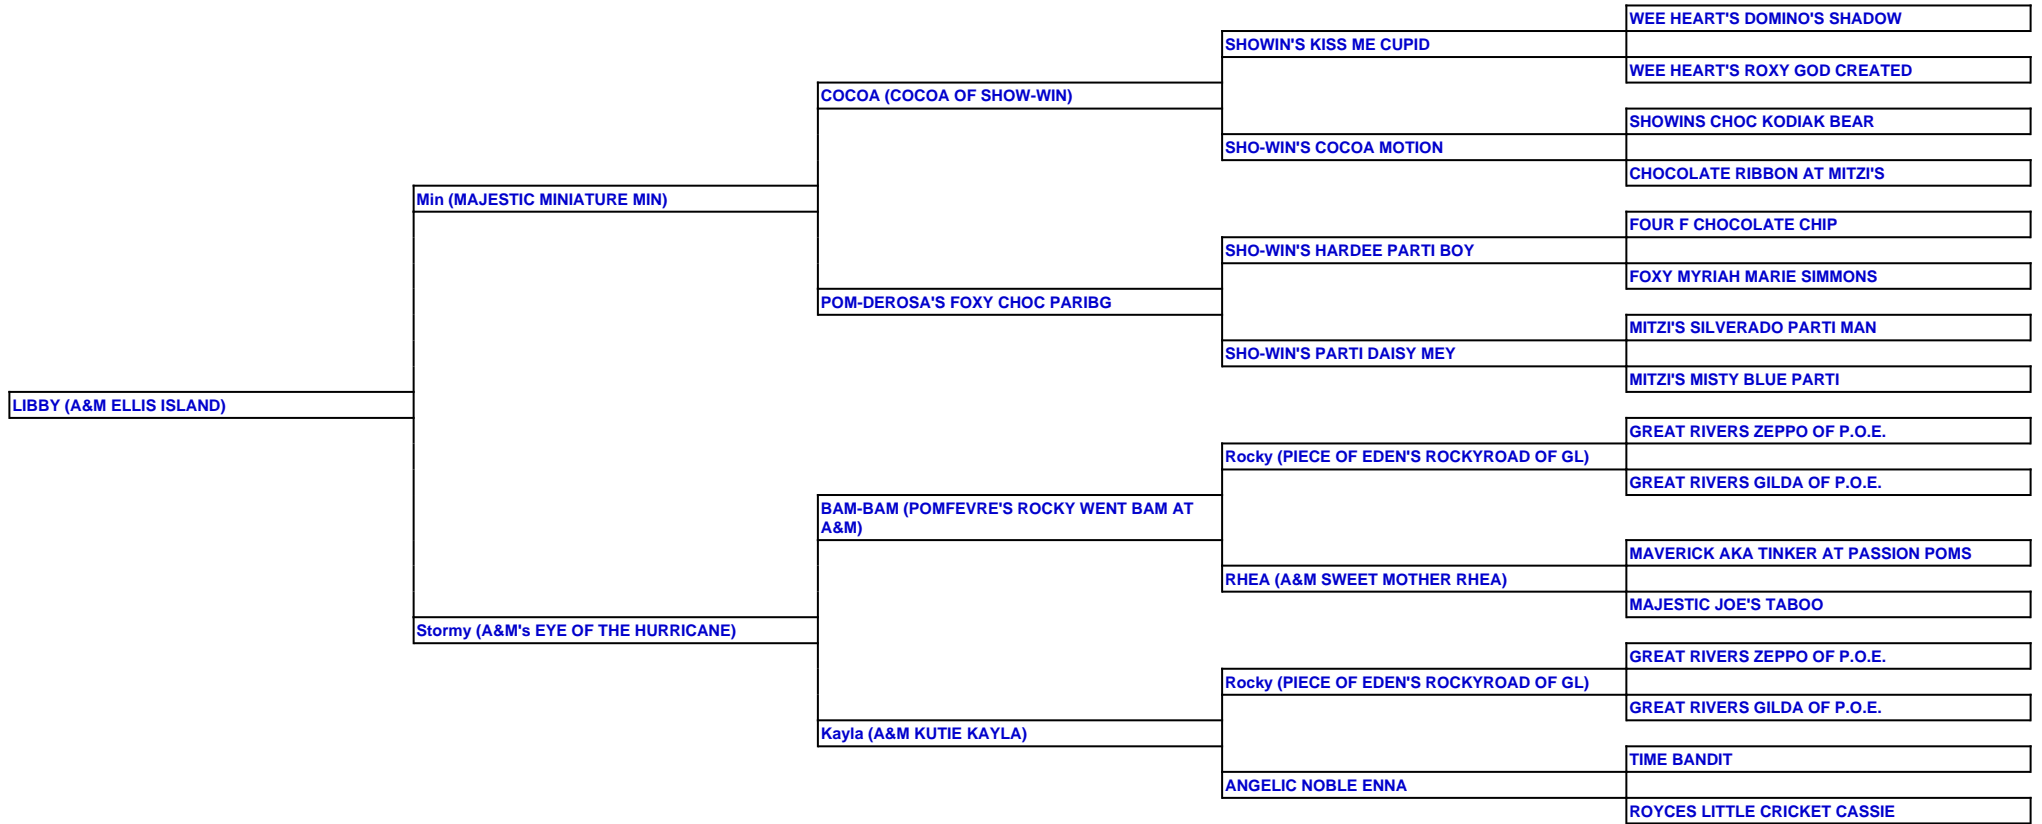 WEE HEART'S DOMINO'S SHADOW
SHOWIN'S KISS ME CUPID
WEE HEART'S ROXY GOD CREATED
COCOA (COCOA OF SHOW-WIN)
SHOWINS CHOC KODIAK BEAR
SHO-WIN'S COCOA MOTION
CHOCOLATE RIBBON AT MITZI'S
Min (MAJESTIC MINIATURE MIN)
FOUR F CHOCOLATE CHIP
SHO-WIN'S HARDEE PARTI BOY
FOXY MYRIAH MARIE SIMMONS
POM-DEROSA'S FOXY CHOC PARIBG
MITZI'S SILVERADO PARTI MAN
SHO-WIN'S PARTI DAISY MEY
MITZI'S MISTY BLUE PARTI
LIBBY (A&M ELLIS ISLAND)
GREAT RIVERS ZEPPO OF P.O.E.
Rocky (PIECE OF EDEN'S ROCKYROAD OF GL)
GREAT RIVERS GILDA OF P.O.E.
BAM-BAM (POMFEVRE'S ROCKY WENT BAM AT
A&M)
MAVERICK AKA TINKER AT PASSION POMS
RHEA (A&M SWEET MOTHER RHEA)
MAJESTIC JOE'S TABOO
Stormy (A&M's EYE OF THE HURRICANE)
GREAT RIVERS ZEPPO OF P.O.E.
Rocky (PIECE OF EDEN'S ROCKYROAD OF GL)
GREAT RIVERS GILDA OF P.O.E.
Kayla (A&M KUTIE KAYLA)
TIME BANDIT
ANGELIC NOBLE ENNA
ROYCES LITTLE CRICKET CASSIE